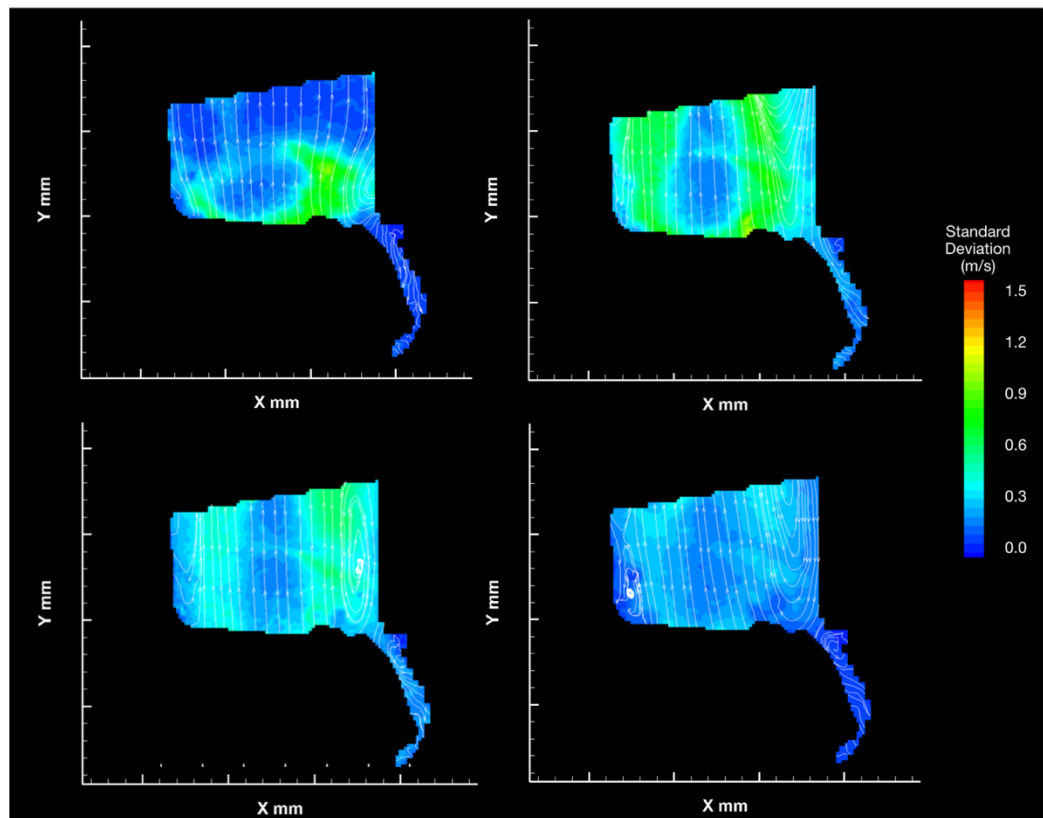 Y mm
X mm
Y mm
X mm
Standard
Deviation
(m/s)
1.5
1.2
0.9
0.6
0.3
0.0
Y mm
X mm
Y mm
X mm